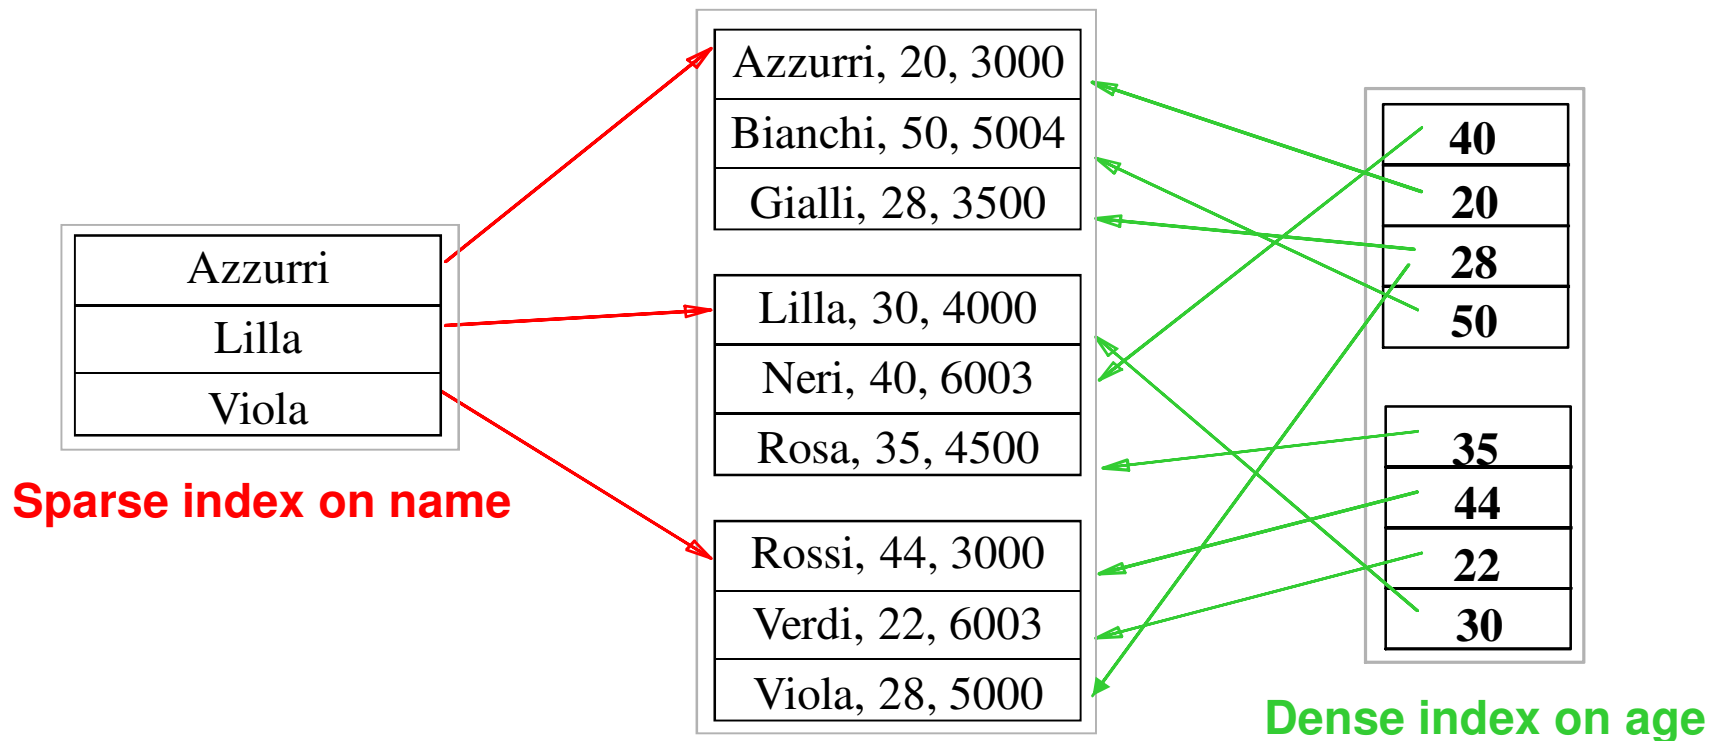 Azzurri
Lilla
Viola
Sparse index on name
Azzurri, 20, 3000
Bianchi, 50, 5004
Gialli, 28, 3500
Lilla, 30, 4000
Neri, 40, 6003
Rosa, 35, 4500
Rossi, 44, 3000
Verdi, 22, 6003
Viola, 28, 5000
40
20
28
50
35
44
22
30
Dense index on age